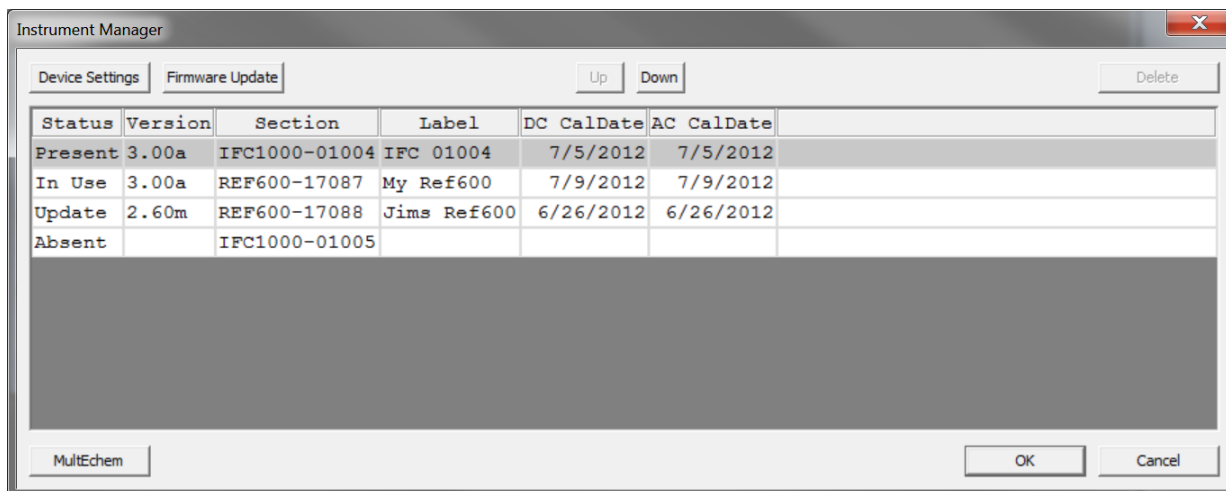 Instrument Manager
Device Settings Firmware Update Up Down Delete
Status Version Section Label DC CalDate AC CalDate
Present 3.00a IFC1000-01004 IFC 01004 7/5/2012 7/5/2012
In Use 3.00a REF600-17087 My Ref600 7/9/2012 7/9/2012
Update 2.60m REF600-17088 Jims Ref600 6/26/2012 6/26/2012
Absent IFC1000-01005
MultEchem OK Cancel